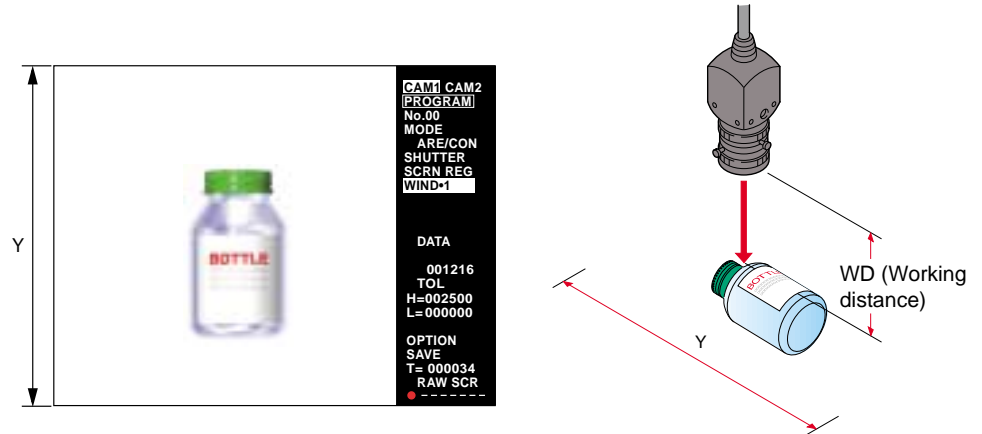 Y
BOTTLE
CAM1 CAM2
PROGRAM
No.00
MODE
ARE/CON
SHUTTER
SCRN REG
WIND•1
DATA
001216
TOL
H=002500
L=000000
OPTION
SAVE
T= 000034
RAW SCR
BOTTLE
WD (Working
distance)
Y